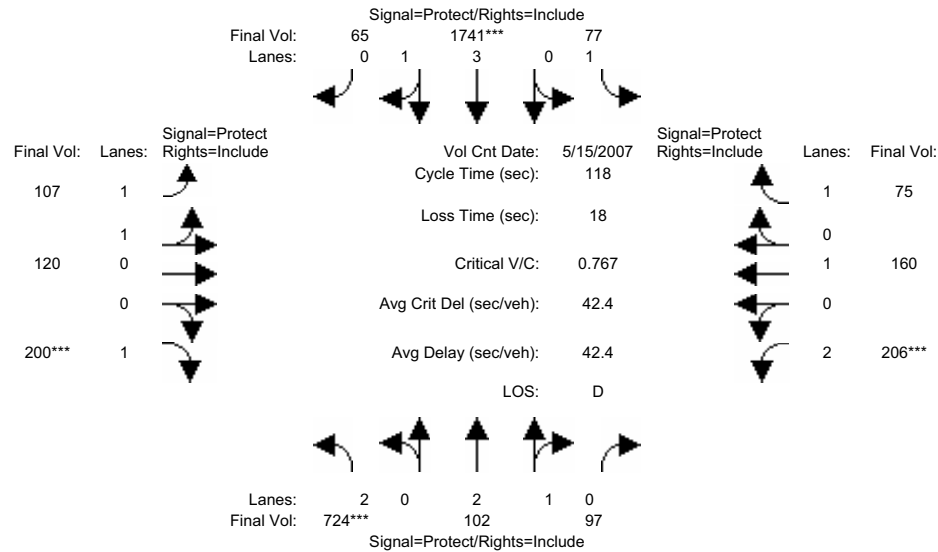 Signal=Protect/Rights=Include
Final Vol: 65 1741*** 77
Lanes: 0 1 3 0 1
Signal=Protect
Final Vol: Lanes: Rights=Include
Vol Cnt Date: 5/15/2007
Signal=Protect
Rights=Include Lanes: Final Vol:
Cycle Time (sec): 118
107 1
1 75
Loss Time (sec): 18
1
0
120 0
Critical V/C: 0.767
1 160
0
Avg Crit Del (sec/veh): 42.4
0
200*** 1
Avg Delay (sec/veh): 42.4
2 206***
LOS: D
Lanes: 2 0 2 1 0
Final Vol: 724*** 102 97
Signal=Protect/Rights=Include